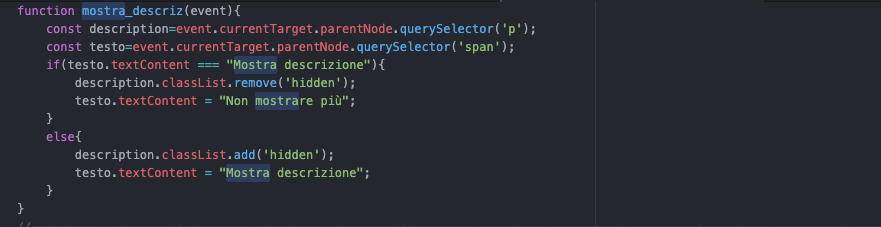 function mostra_descriz(event){
    const description=event.currentTarget.parentNode.querySelector('p');
    const testo=event.currentTarget.parentNode.querySelector('span');
    if(testo.textContent === "Mostra descrizione"){
        description.classList.remove('hidden');
        testo.textContent = "Non mostrare più";
    }
    else{
        description.classList.add('hidden');
        testo.textContent = "Mostra descrizione";
    }
}